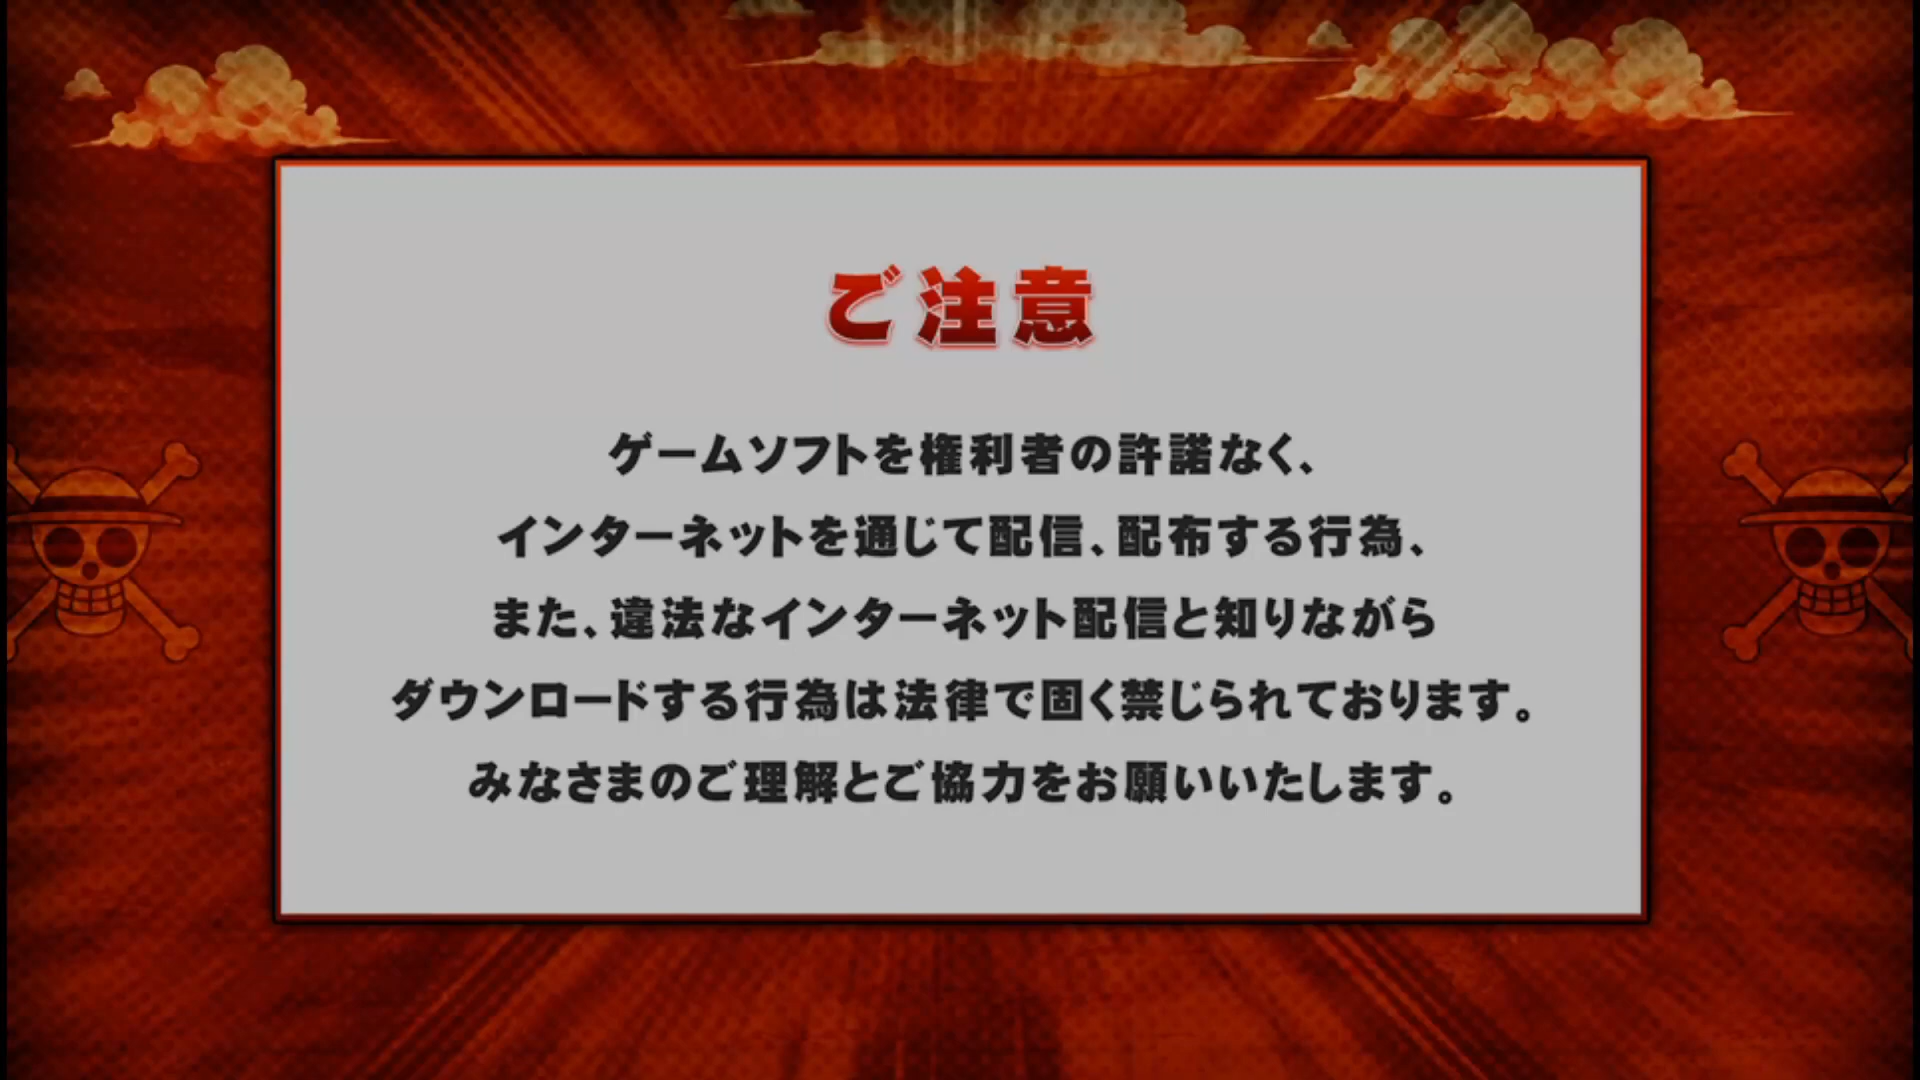 ご注意
ゲームソフトを権利者の許諾なく、
インターネットを通じて配信、配布する行為、
また、違法なインターネット配信と知りながら
ダウンロードする行為は法律で固く禁じられております。
みなさまのご理解とご協力をお願いいたします。